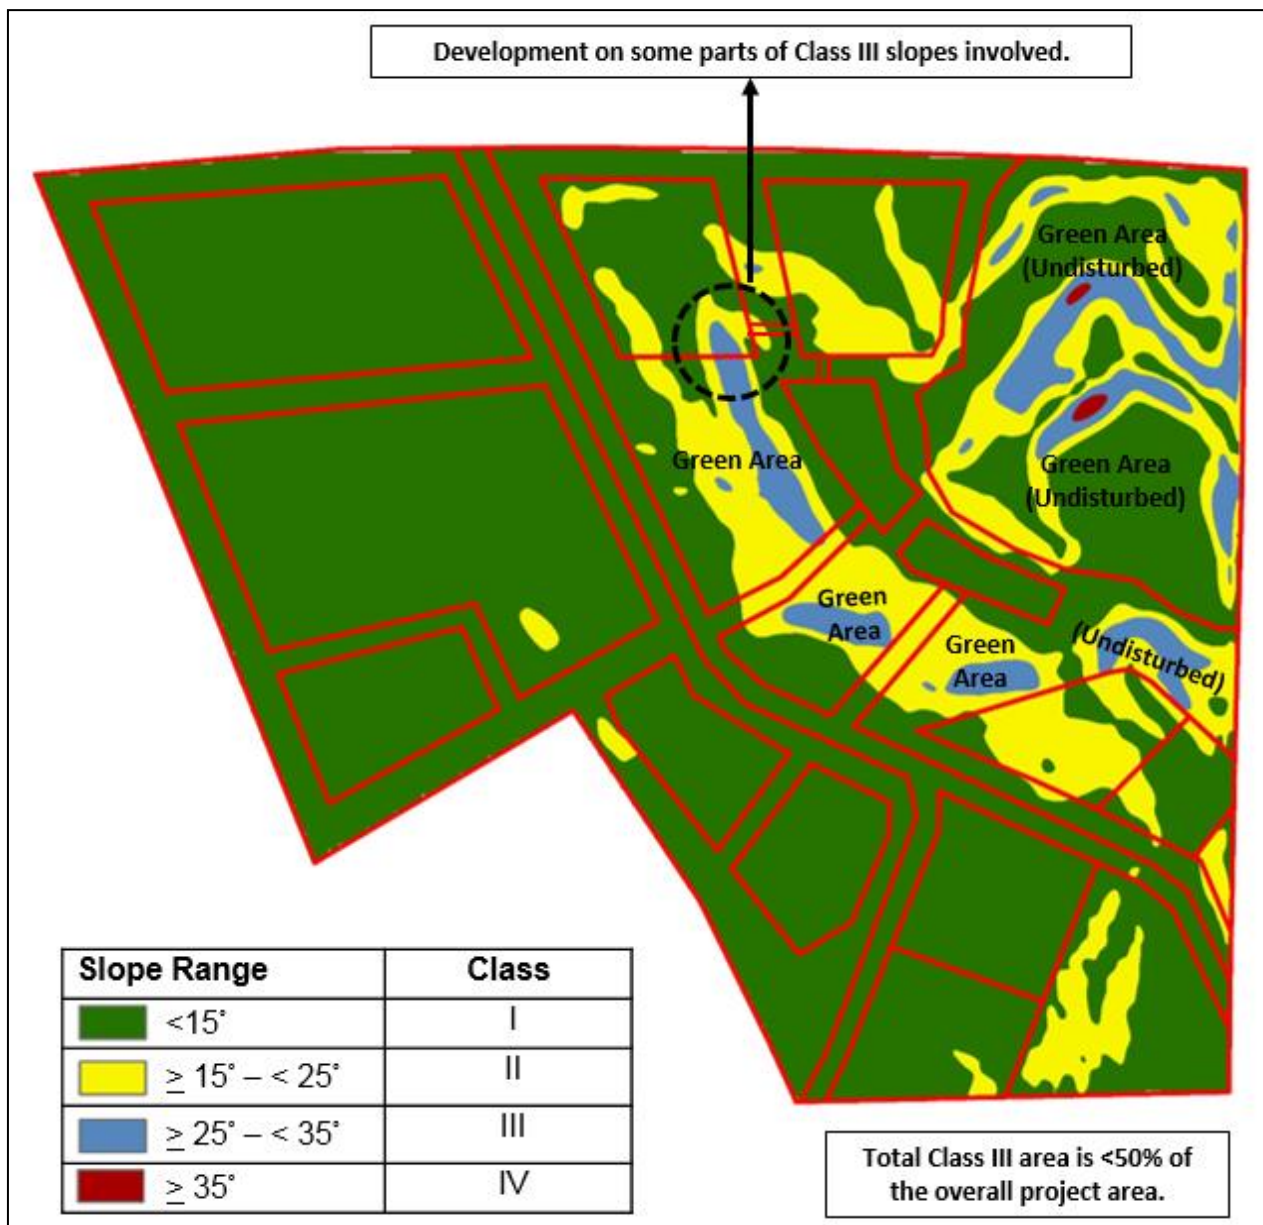 Development on some parts of Class III slopes involved.
Green Area
(Undisturbed)
Green Area
Green Area
(Undisturbed)
Green
Area
Green
Area
(Undisturbed)
Slope Range Class
<15° I
≥ 15° – < 25° II
≥ 25° – < 35° III
≥ 35° IV
Total Class III area is <50% of
the overall project area.